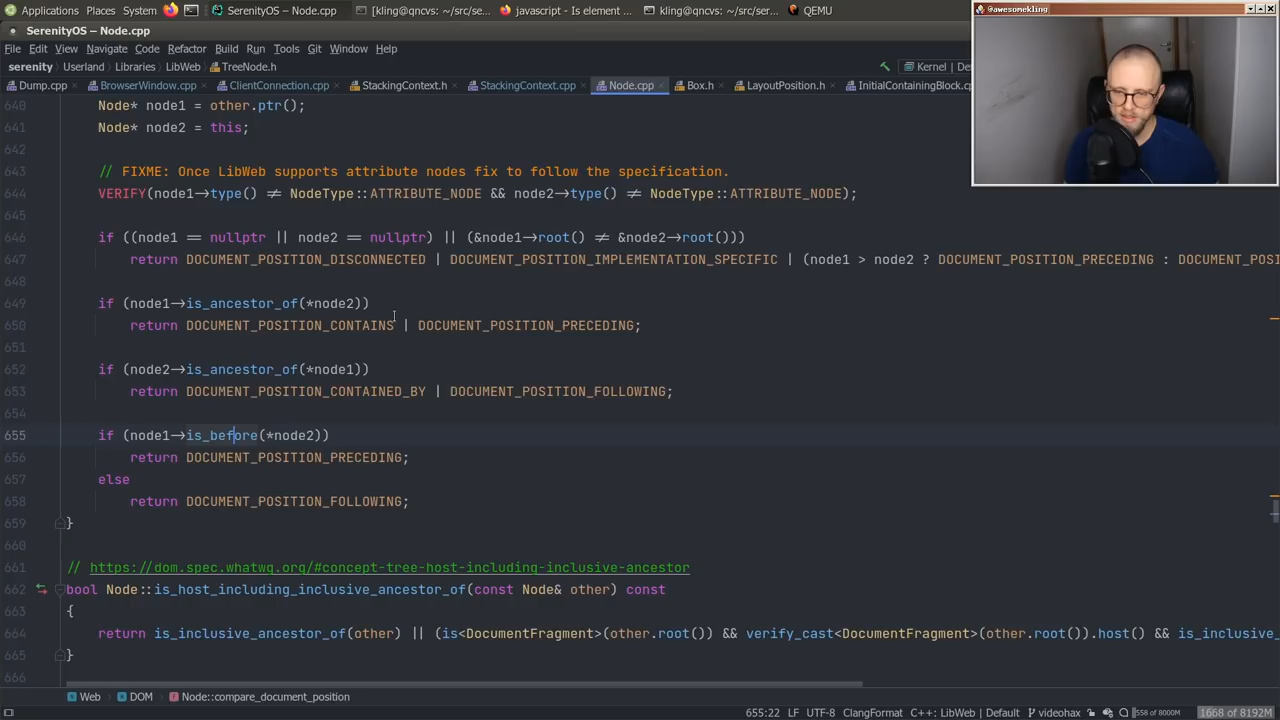 Applications Places System SerenityOS – Node.cpp [kling@qncvs: ~/src/se... javascript - Is element ... kling@qncvs: ~/src/ser... QEMU
@awesomekling
SerenityOS – Node.cpp
File Edit View Navigate Code Refactor Build Run Tools Git Window Help
serenity Userland Libraries LibWeb TreeNode.h Kernel | De
Dump.cpp BrowserWindow.cpp ClientConnection.cpp StackingContext.h StackingContext.cpp Node.cpp Box.h LayoutPosition.h InitialContainingBlock.cp
640 Node* node1 = other.ptr();
641 Node* node2 = this;
642
643 // FIXME: Once LibWeb supports attribute nodes fix to follow the specification.
644 VERIFY(node1->type() ≠ NodeType::ATTRIBUTE_NODE && node2->type() ≠ NodeType::ATTRIBUTE_NODE);
645
646 if ((node1 == nullptr || node2 == nullptr) || (&node1->root() ≠ &node2->root()))
647 return DOCUMENT_POSITION_DISCONNECTED | DOCUMENT_POSITION_IMPLEMENTATION_SPECIFIC | (node1 > node2 ? DOCUMENT_POSITION_PRECEDING : DOCUMENT_POS
648
649 if (node1->is_ancestor_of(*node2))
650 return DOCUMENT_POSITION_CONTAINS | DOCUMENT_POSITION_PRECEDING;
651
652 if (node2->is_ancestor_of(*node1))
653 return DOCUMENT_POSITION_CONTAINED_BY | DOCUMENT_POSITION_FOLLOWING;
654
655 if (node1->is_before(*node2))
656 return DOCUMENT_POSITION_PRECEDING;
657 else
658 return DOCUMENT_POSITION_FOLLOWING;
659 }
660
661 // https://dom.spec.whatwg.org/#concept-tree-host-including-inclusive-ancestor
662 bool Node::is_host_including_inclusive_ancestor_of(const Node& other) const
663 {
664 return is_inclusive_ancestor_of(other) || (is<DocumentFragment>(other.root()) && verify_cast<DocumentFragment>(other.root()).host() && is_inclusive_
665 }
666
Web DOM Node::compare_document_position
655:22 LF UTF-8 ClangFormat C++: LibWeb | Default videohax 558 of 8000M 1668 of 8192M